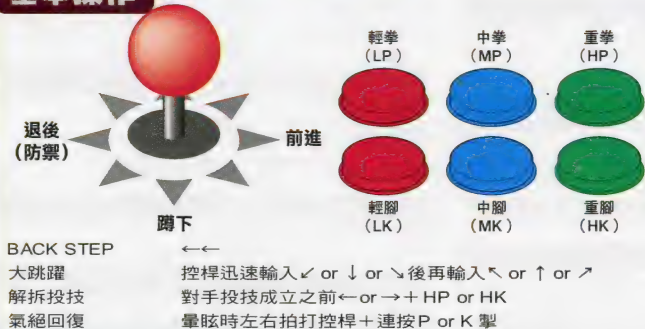 輕拳
(LP)
中拳
(MP)
重拳
(HP)
退後
(防禦)
前進
輕腳
(LK)
中腳
(MK)
重腳
(HK)
蹲下
BACK STEP ←←
大跳躍 控桿迅速輸入↙ or ↓ or ↘後再輸入↖ or ↑ or ↗
解拆投技 對手投技成立之前←or→+HP or HK
氣絕回復 暈眩時左右拍打控桿+連按P or K 掣